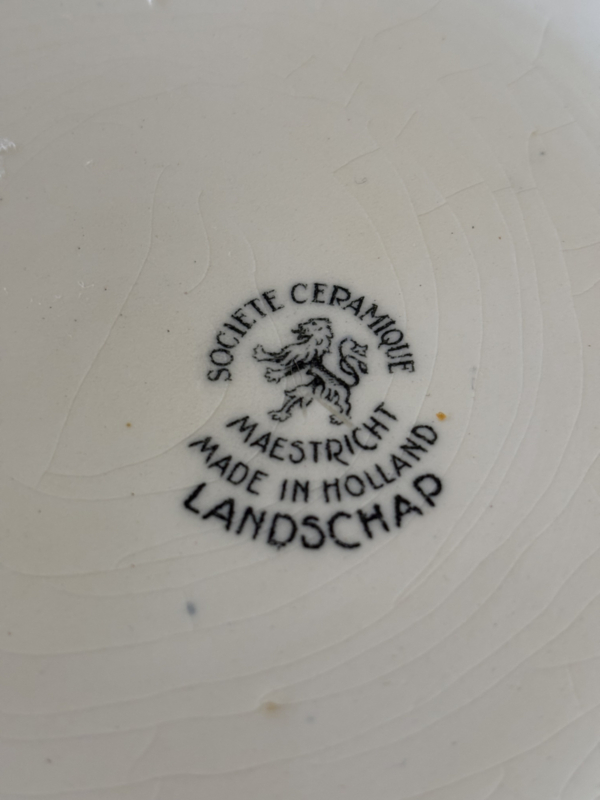 SOCIETE CERAMIQUE
MAESTRICHT
MADE IN HOLLAND
LANDSCHAP